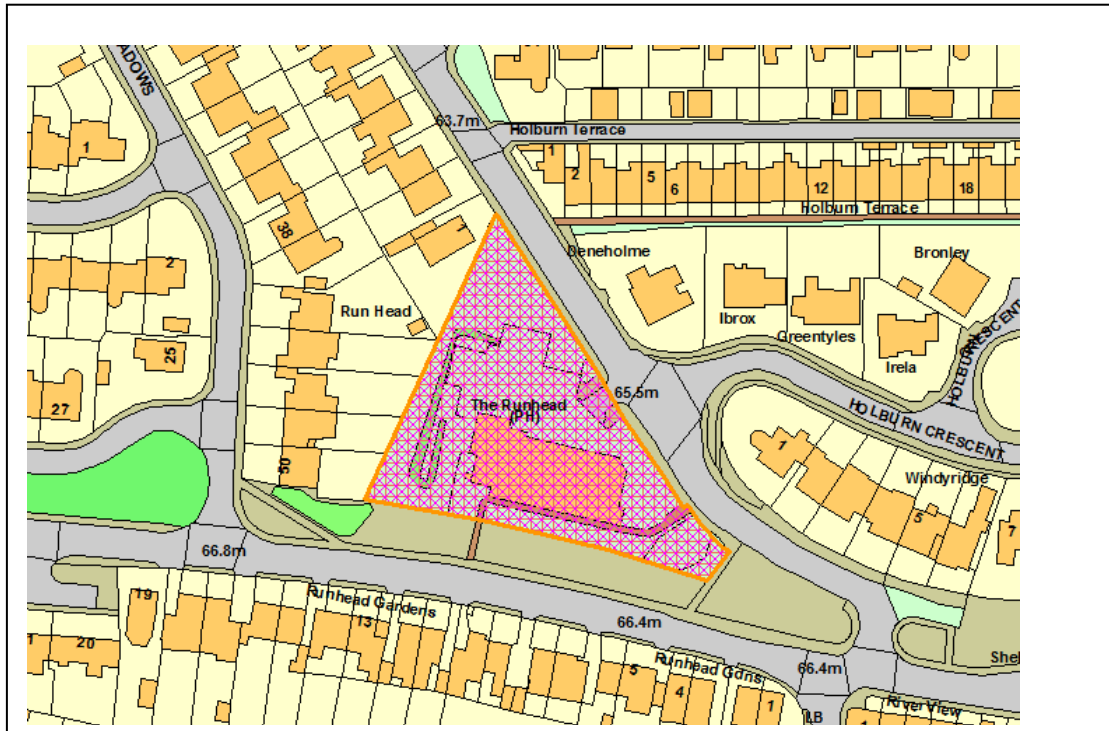 ADOWS
63.7m
Holburn Terrace
1
1
2
5
6
12
18
Holburn Terrace
38
1
Deneholme
Bronley
2
Run Head
Ibrox
Greentyles
Irela
HOLBURN CRESCENT
25
27
The Runhead
(PH)
65.5m
HOLBURN CRESCENT
1
Windyridge
5
7
50
66.8m
19
Runhead Gardens
13
66.4m
1
20
Runhead Gdns
5
4
1
66.4m
Shel
River View
LB